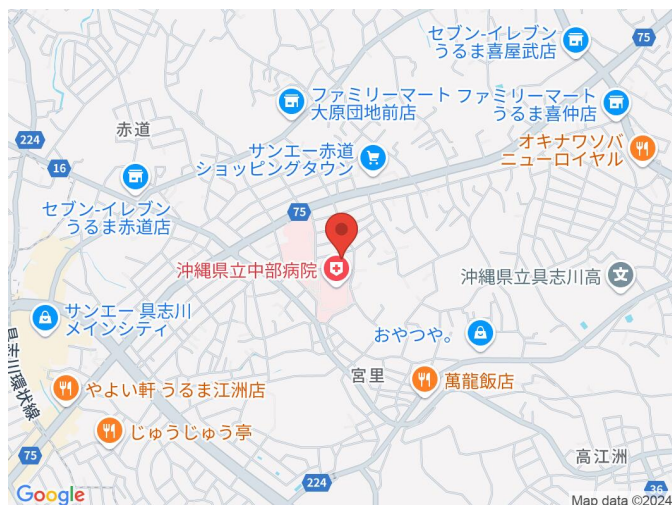 セブン-イレブン
うるま喜屋武店
75
ファミリーマート
大原団地前店
ファミリーマート
うるま喜仲店
赤道
224
16
サンエー赤道
ショッピングタウン
オキナワソバ
ニューロイヤル
セブン-イレブン
うるま赤道店
75
沖縄県立中部病院
沖縄県立具志川高
サンエー 具志川
メインシティ
おやつや。
具志川環状線
宮里
やよい軒 うるま江洲店
萬龍飯店
じゅうじゅう亭
75
高江洲
224
36
Google
Map data ©2024